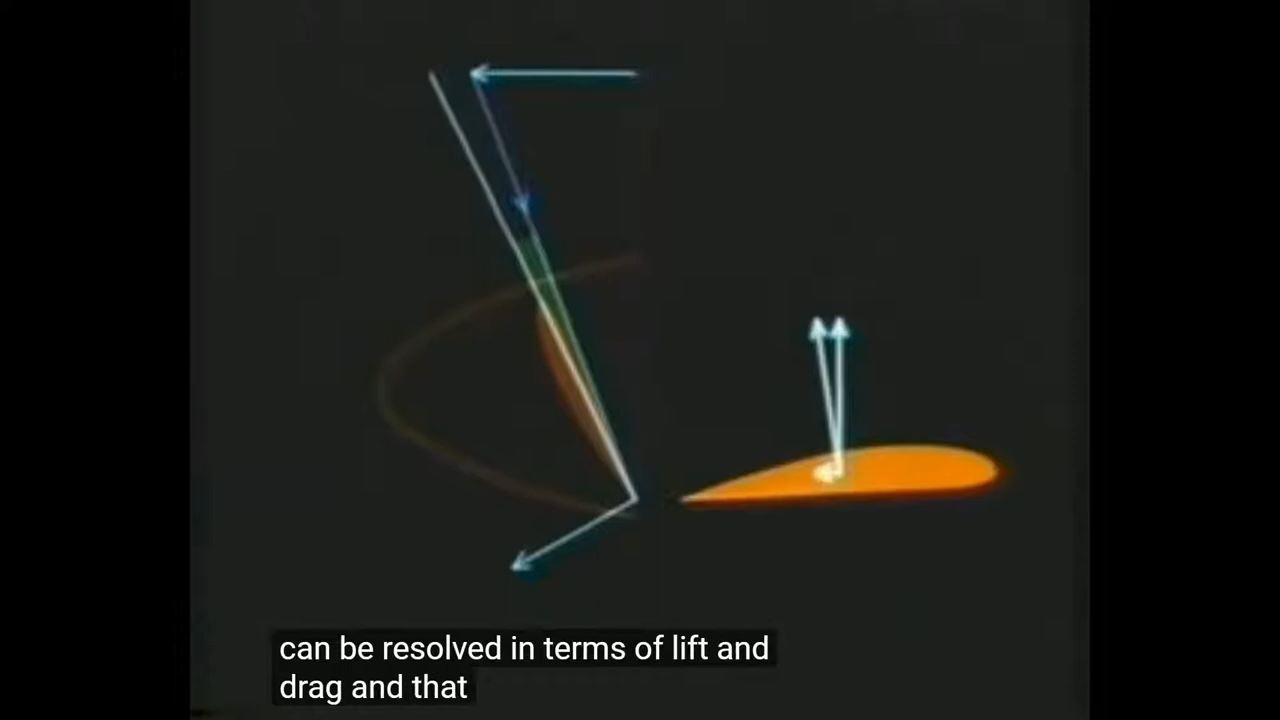 can be resolved in terms of lift and
drag and that